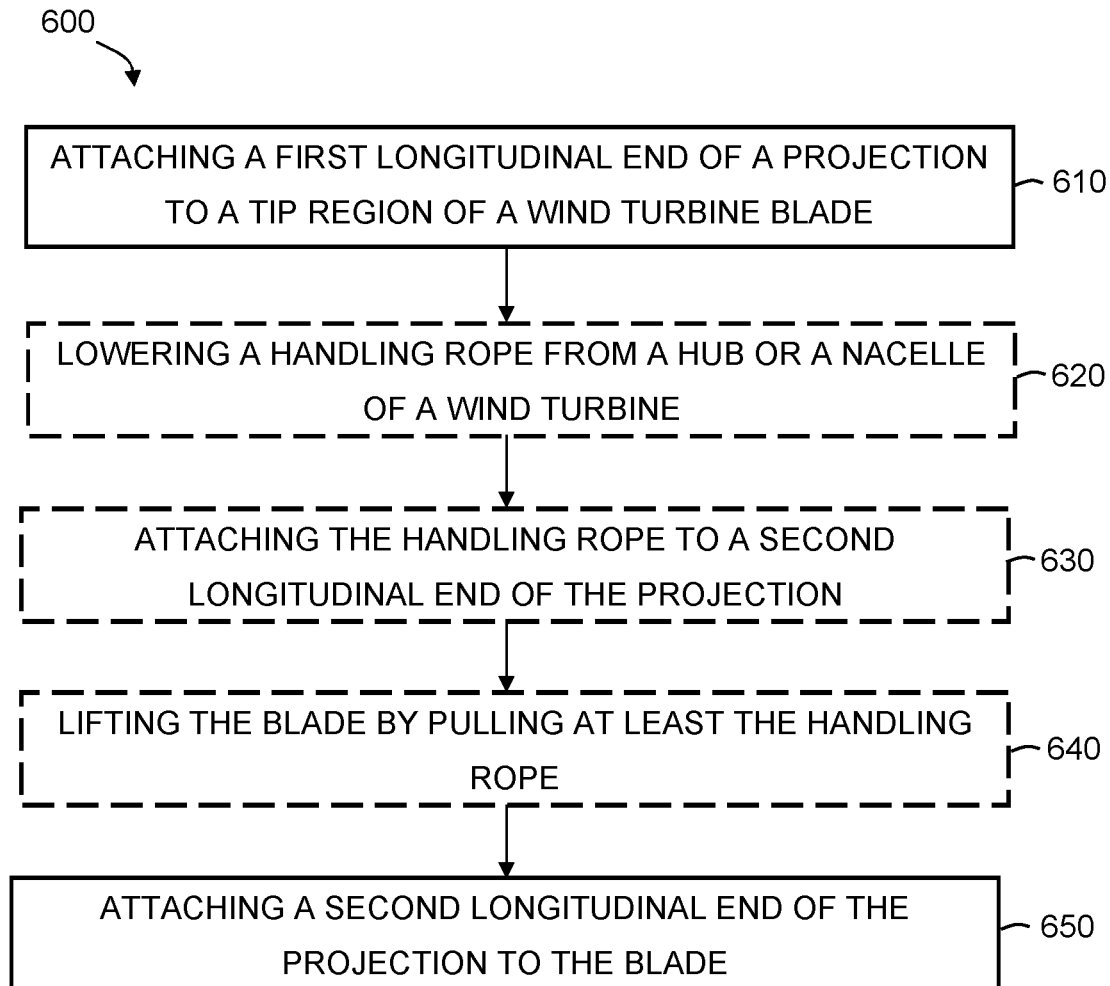 600
ATTACHING A FIRST LONGITUDINAL END OF A PROJECTION
TO A TIP REGION OF A WIND TURBINE BLADE
610
LOWERING A HANDLING ROPE FROM A HUB OR A NACELLE
OF A WIND TURBINE
620
ATTACHING THE HANDLING ROPE TO A SECOND
LONGITUDINAL END OF THE PROJECTION
630
LIFTING THE BLADE BY PULLING AT LEAST THE HANDLING
ROPE
640
ATTACHING A SECOND LONGITUDINAL END OF THE
PROJECTION TO THE BLADE
650